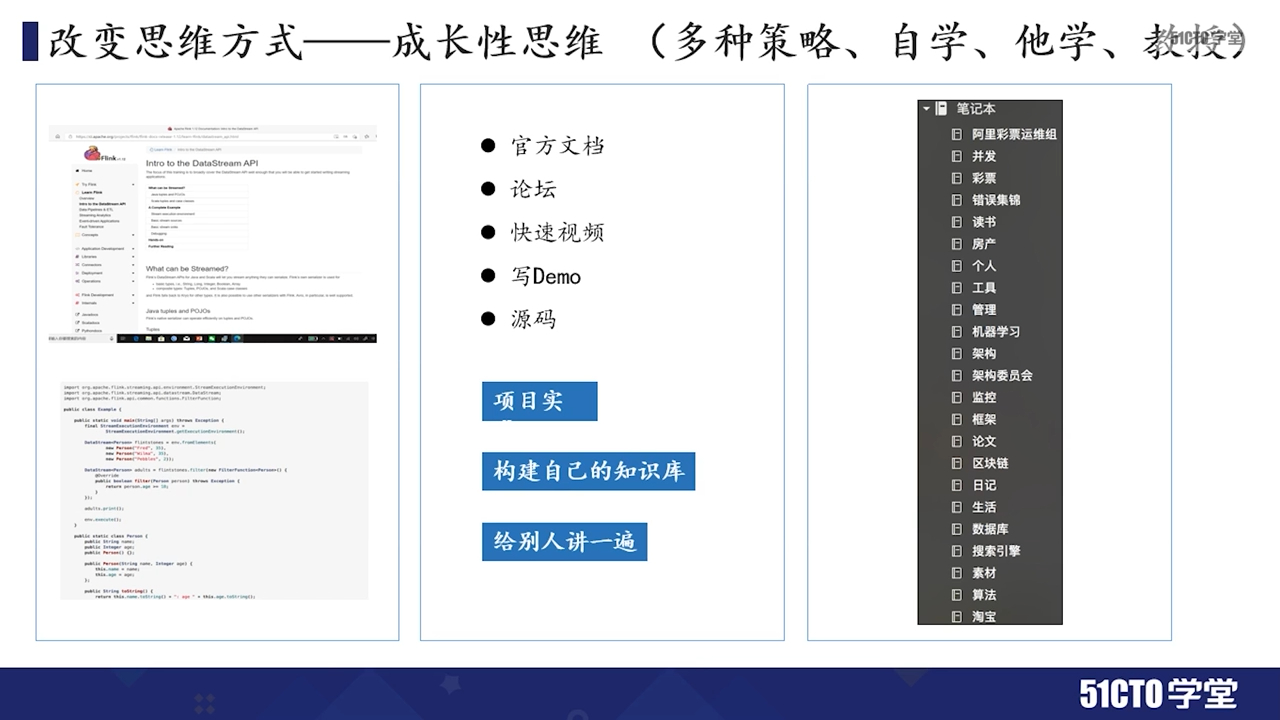 改变思维方式——成长性思维 （多种策略、自学、他学、教授）
51CTO学堂
Flink
Intro to the DataStream API
What can be Streamed?
Java tuples and POJOs
Tuples
import org.apache.flink.streaming.api.environment.StreamExecutionEnvironment;
import org.apache.flink.streaming.api.datastream.DataStream;
import org.apache.flink.api.common.functions.FilterFunction;
public class Example {
public static void main(String[] args) throws Exception {
final StreamExecutionEnvironment env =
StreamExecutionEnvironment.getExecutionEnvironment();
DataStream<Person> flintstones = env.fromElements(
new Person("Fred", 35),
new Person("Wilma", 35),
new Person("Pebbles", 2));
DataStream<Person> adults = flintstones.filter(new FilterFunction<Person>() {
@Override
public boolean filter(Person person) throws Exception {
return person.age >= 18;
}
});
adults.print();
env.execute();
}
public static class Person {
public String name;
public Integer age;
public Person() {};
public Person(String name, Integer age) {
this.name = name;
this.age = age;
};
public String toString() {
return this.name.toString() + ": age " + this.age.toString();
● 官方文档
● 论坛
● 快速视频
● 写Demo
● 源码
项目实
构建自己的知识库
给别人讲一遍
笔记本
阿里彩票运维组
并发
彩票
错误集锦
读书
房产
个人
工具
管理
机器学习
架构
架构委员会
监控
框架
论文
区块链
日记
生活
数据库
搜索引擎
素材
算法
淘宝
51CTO学堂